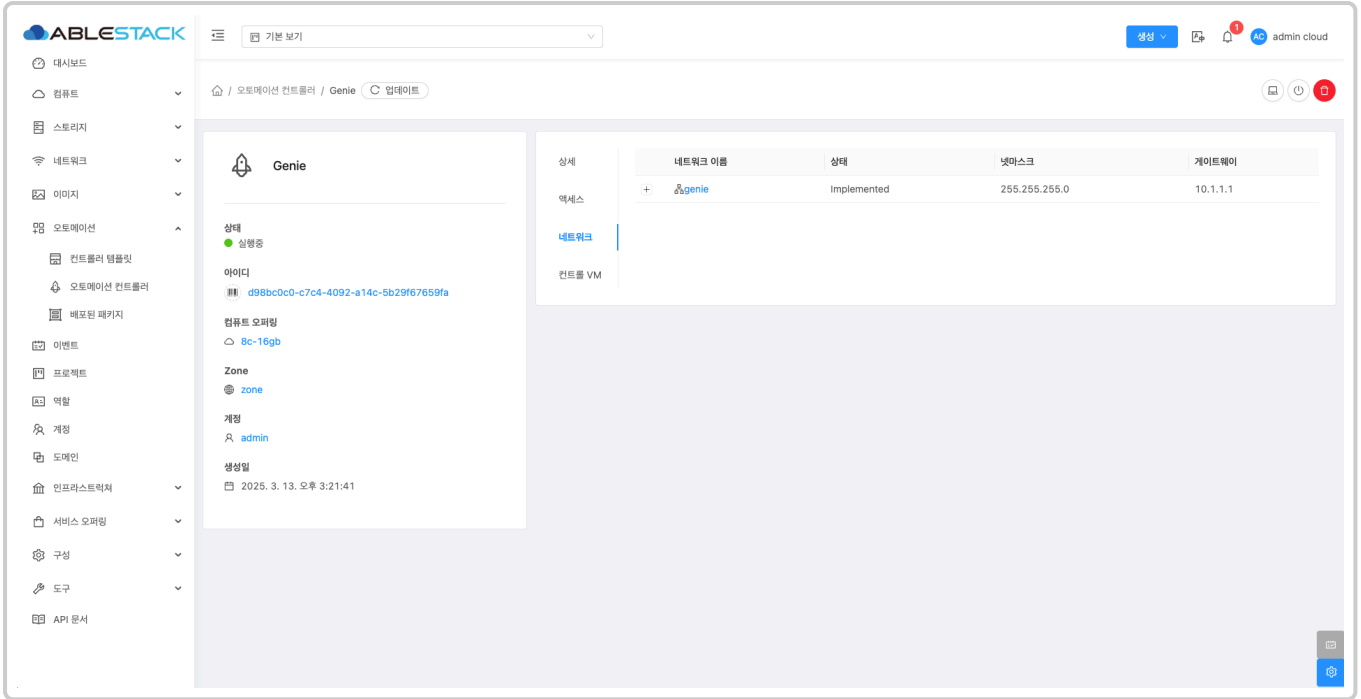 ABLESTACK
기본 보기
생성
1
AC
admin cloud
대시보드
컴퓨트
스토리지
네트워크
이미지
오토메이션
컨트롤러 템플릿
오토메이션 컨트롤러
배포된 패키지
이벤트
프로젝트
역할
계정
도메인
인프라스트럭쳐
서비스 오퍼링
구성
도구
API 문서
/ 오토메이션 컨트롤러 / Genie 업데이트
Genie
상태
실행중
아이디
d98bc0c0-c7c4-4092-a14c-5b29f67659fa
컴퓨트 오퍼링
8c-16gb
Zone
zone
계정
admin
생성일
2025. 3. 13. 오후 3:21:41
상세
액세스
네트워크
컨트롤 VM
네트워크 이름 상태 넷마스크 게이트웨이
genie Implemented 255.255.255.0 10.1.1.1